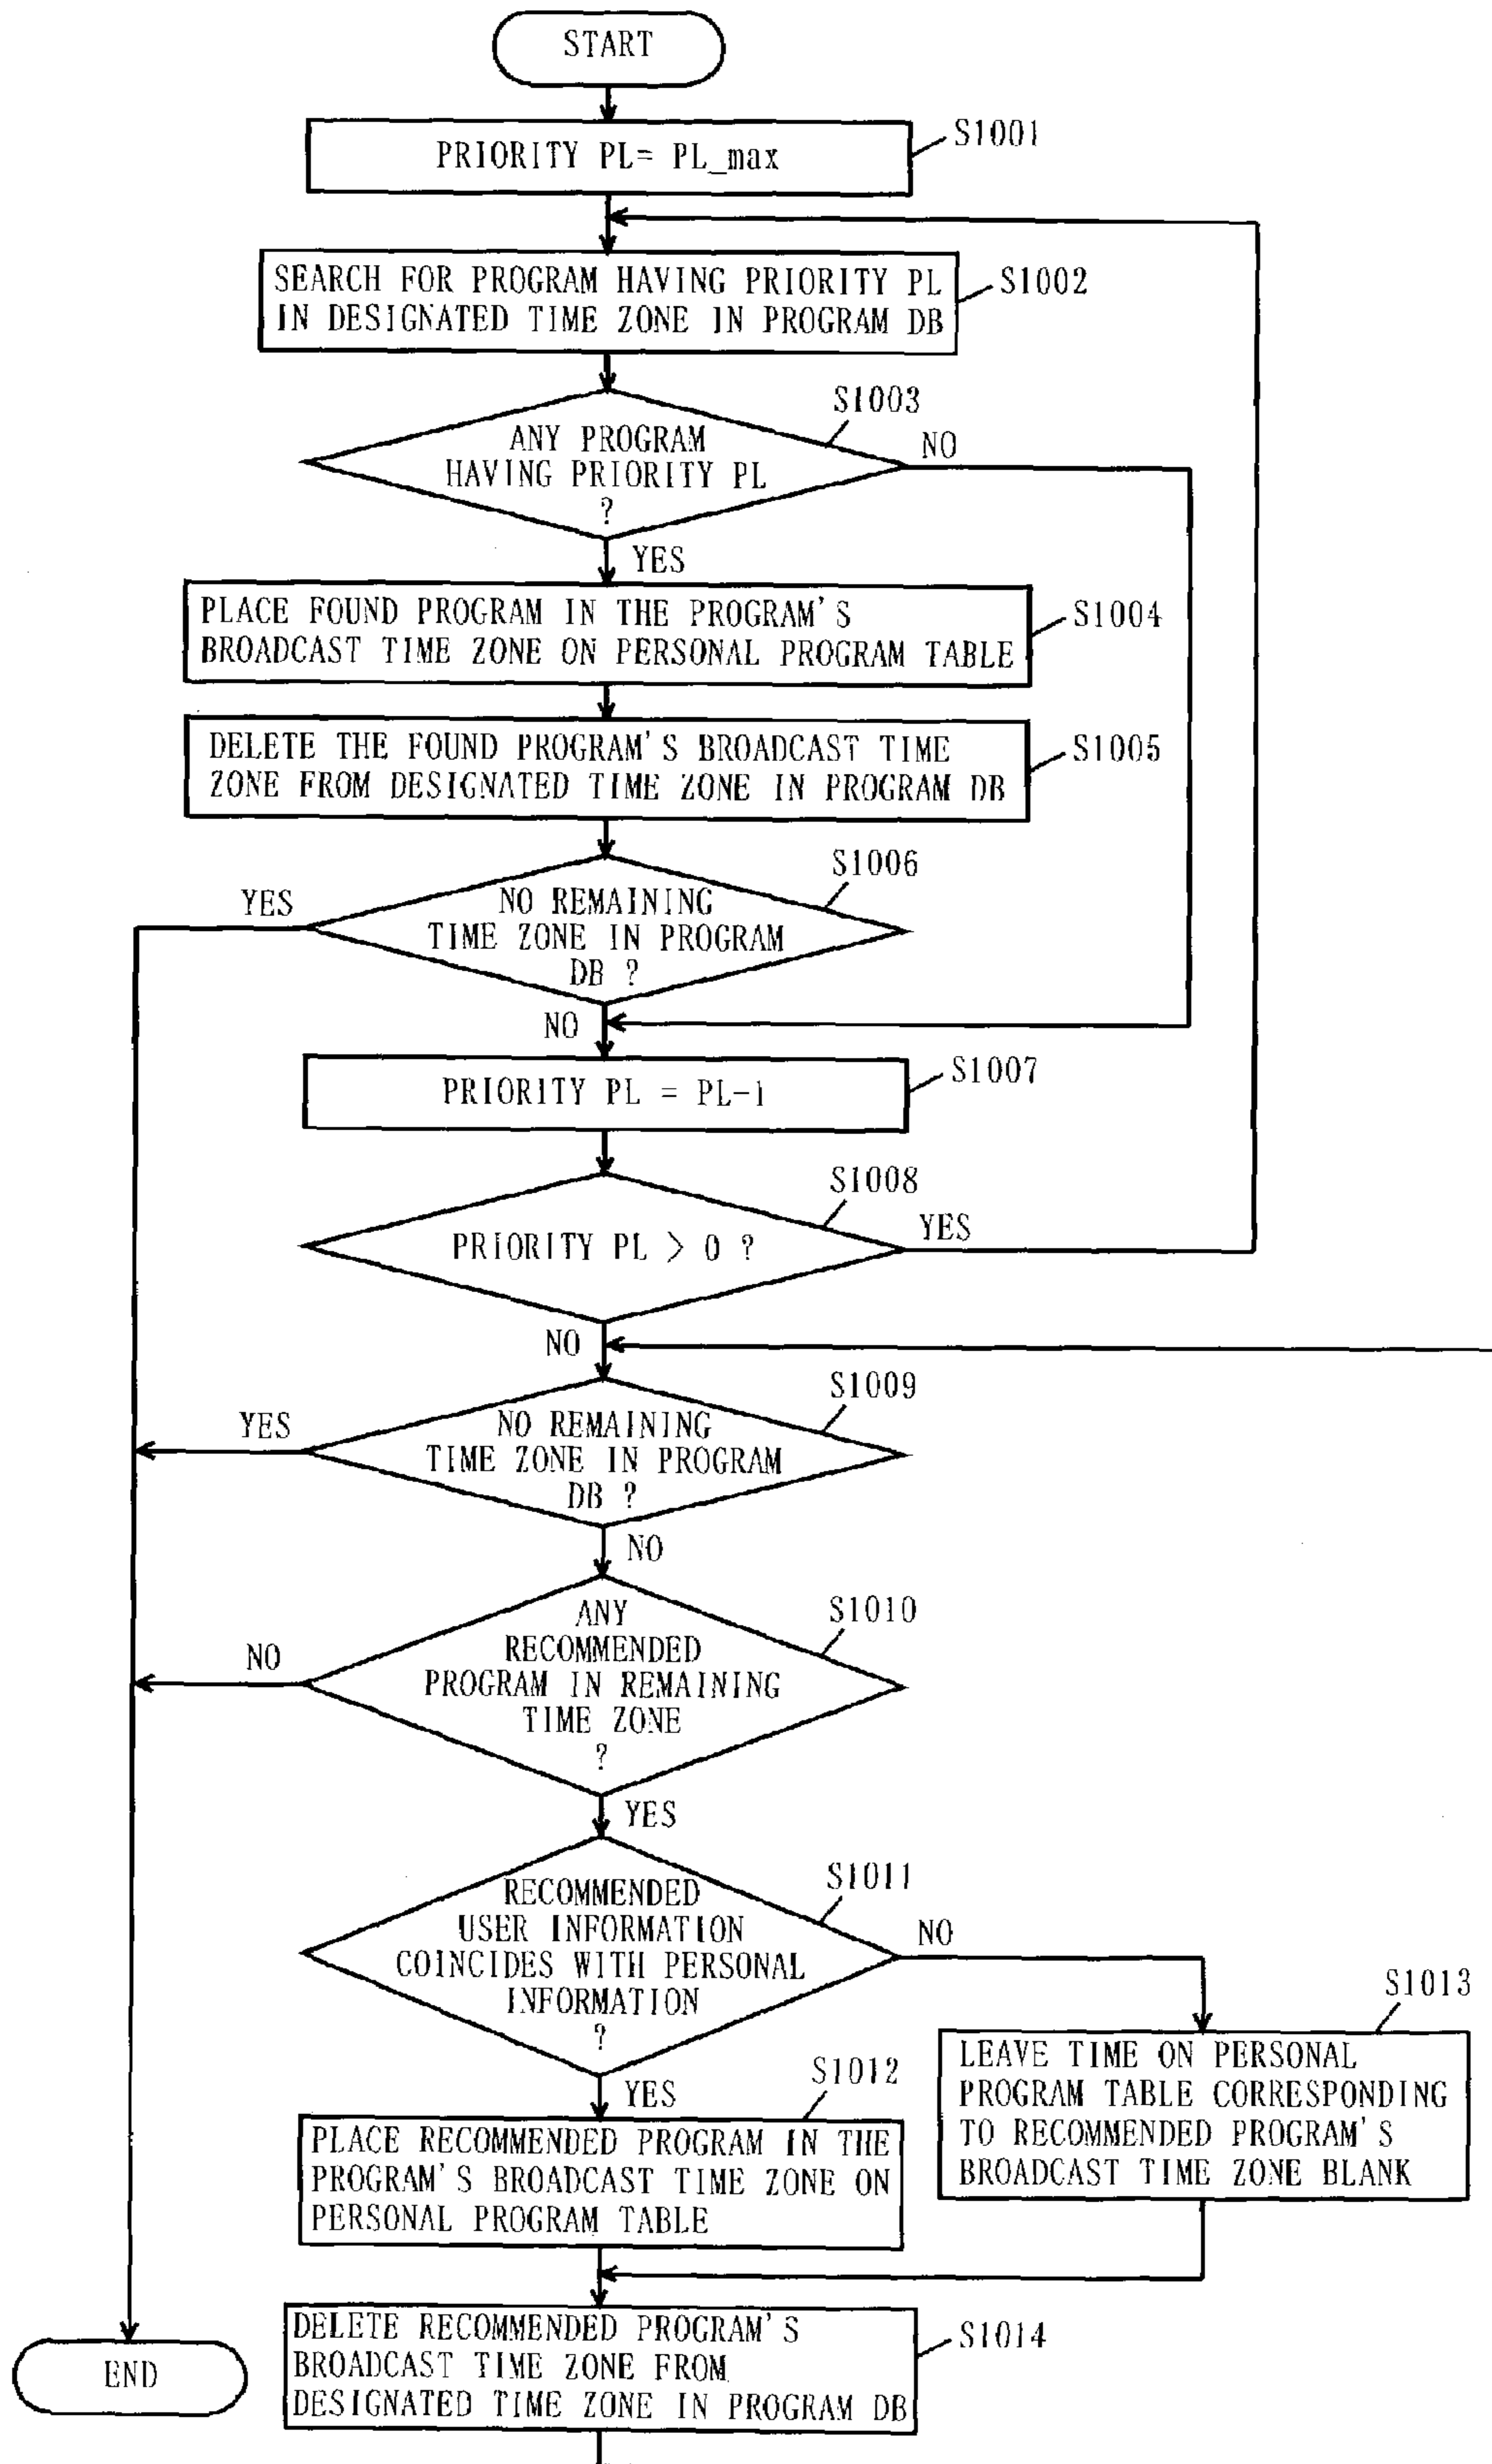 START
S1001
PRIORITY PL= PL_max
SEARCH FOR PROGRAM HAVING PRIORITY PL
IN DESIGNATED TIME ZONE IN PROGRAM DB
S1002
S1003
ANY PROGRAM
HAVING PRIORITY PL
?
NO
YES
PLACE FOUND PROGRAM IN THE PROGRAM'S
BROADCAST TIME ZONE ON PERSONAL PROGRAM TABLE
S1004
DELETE THE FOUND PROGRAM'S BROADCAST TIME
ZONE FROM DESIGNATED TIME ZONE IN PROGRAM DB
S1005
S1006
YES
NO REMAINING
TIME ZONE IN PROGRAM
DB ?
NO
PRIORITY PL = PL-1
S1007
S1008
PRIORITY PL > 0 ?
YES
NO
S1009
YES
NO REMAINING
TIME ZONE IN PROGRAM
DB ?
NO
S1010
NO
ANY
RECOMMENDED
PROGRAM IN REMAINING
TIME ZONE
?
YES
S1011
RECOMMENDED
USER INFORMATION
COINCIDES WITH PERSONAL
INFORMATION
?
NO
YES
S1012
PLACE RECOMMENDED PROGRAM IN THE
PROGRAM'S BROADCAST TIME ZONE ON
PERSONAL PROGRAM TABLE
S1013
LEAVE TIME ON PERSONAL
PROGRAM TABLE CORRESPONDING
TO RECOMMENDED PROGRAM'S
BROADCAST TIME ZONE BLANK
DELETE RECOMMENDED PROGRAM'S
BROADCAST TIME ZONE FROM
DESIGNATED TIME ZONE IN PROGRAM DB
S1014
END